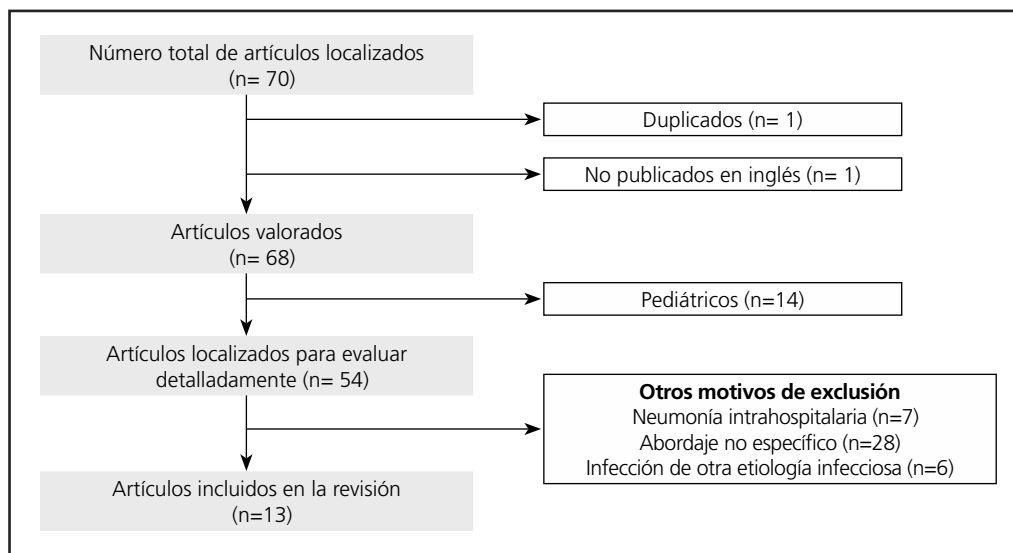 Número total de artículos localizados
(n= 70)
Duplicados (n= 1)
No publicados en inglés (n= 1)
Artículos valorados
(n= 68)
Pediátricos (n=14)
Artículos localizados para evaluar
detalladamente (n= 54)
Otros motivos de exclusión
Neumonía intrahospitalaria (n=7)
Abordaje no específico (n=28)
Infección de otra etiología infecciosa (n=6)
Artículos incluidos en la revisión
(n=13)